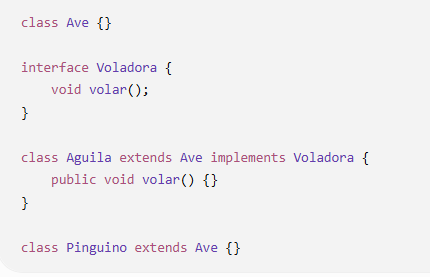 class Ave {}
interface Voladora {
    void volar();
}
class Aguila extends Ave implements Voladora {
    public void volar() {}
}
class Pinguino extends Ave {}